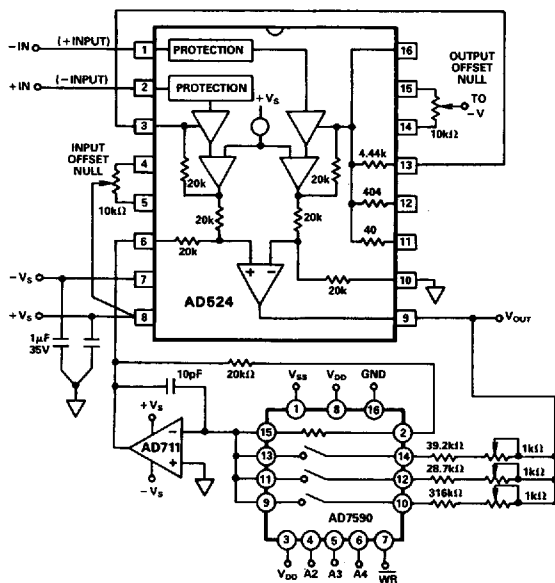 −IN
(+INPUT)
1
PROTECTION
16
+IN
(−INPUT)
2
PROTECTION
15
OUTPUT
OFFSET
NULL
TO
−V
+VS
3
14
10kΩ
INPUT
OFFSET
NULL
4
4.44k
13
20k
20k
404
12
10kΩ
5
20k
20k
40
11
6
20k
20k
10
−VS
7
+
−
AD524
+VS
8
9
VOUT
1µF
35V
10pF
20kΩ
VSS
VDD
GND
1
8
16
+VS
15
2
39.2kΩ
1kΩ
−
AD711
+
13
14
28.7kΩ
1kΩ
11
12
316kΩ
1kΩ
−VS
9
10
AD7590
3
4
5
6
7
VDD
A2
A3
A4
WR